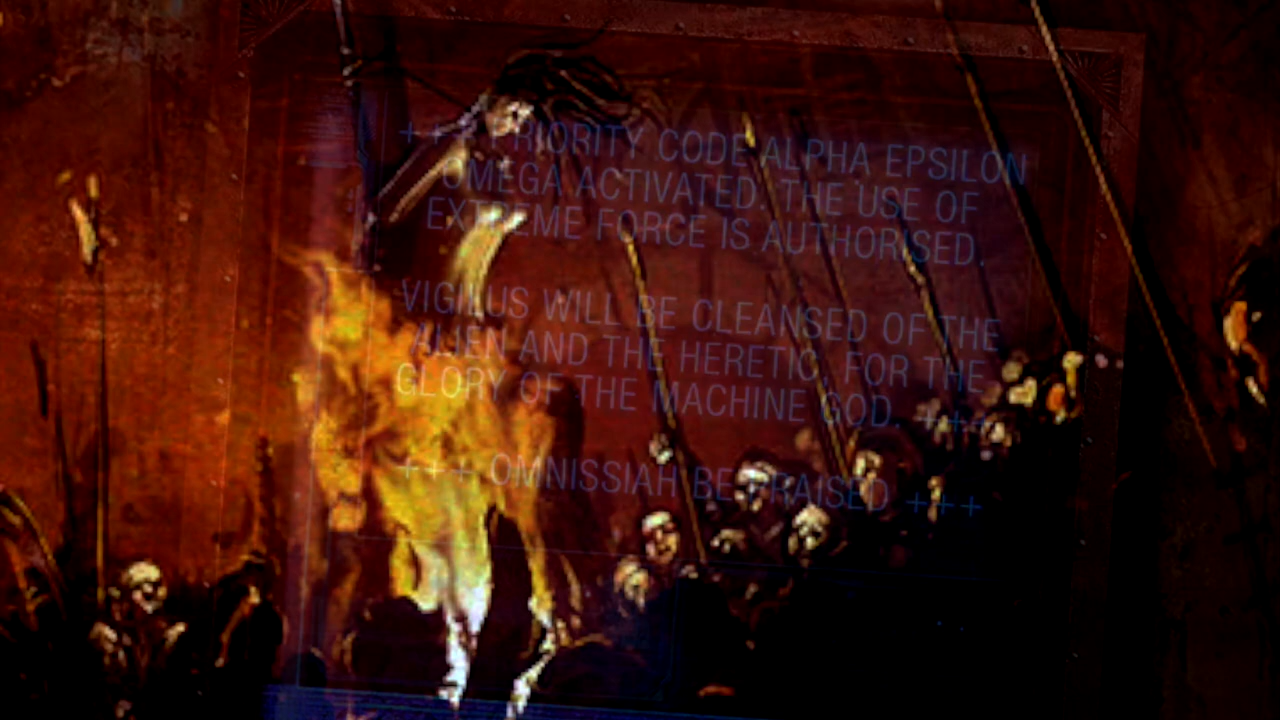 +++ PRIORITY CODE ALPHA EPSILON
OMEGA ACTIVATED. THE USE OF
EXTREME FORCE IS AUTHORISED.
VIGILUS WILL BE CLEANSED OF THE
ALIEN AND THE HERETIC, FOR THE
GLORY OF THE MACHINE GOD. +++
+++ OMNISSIAH BE PRAISED +++